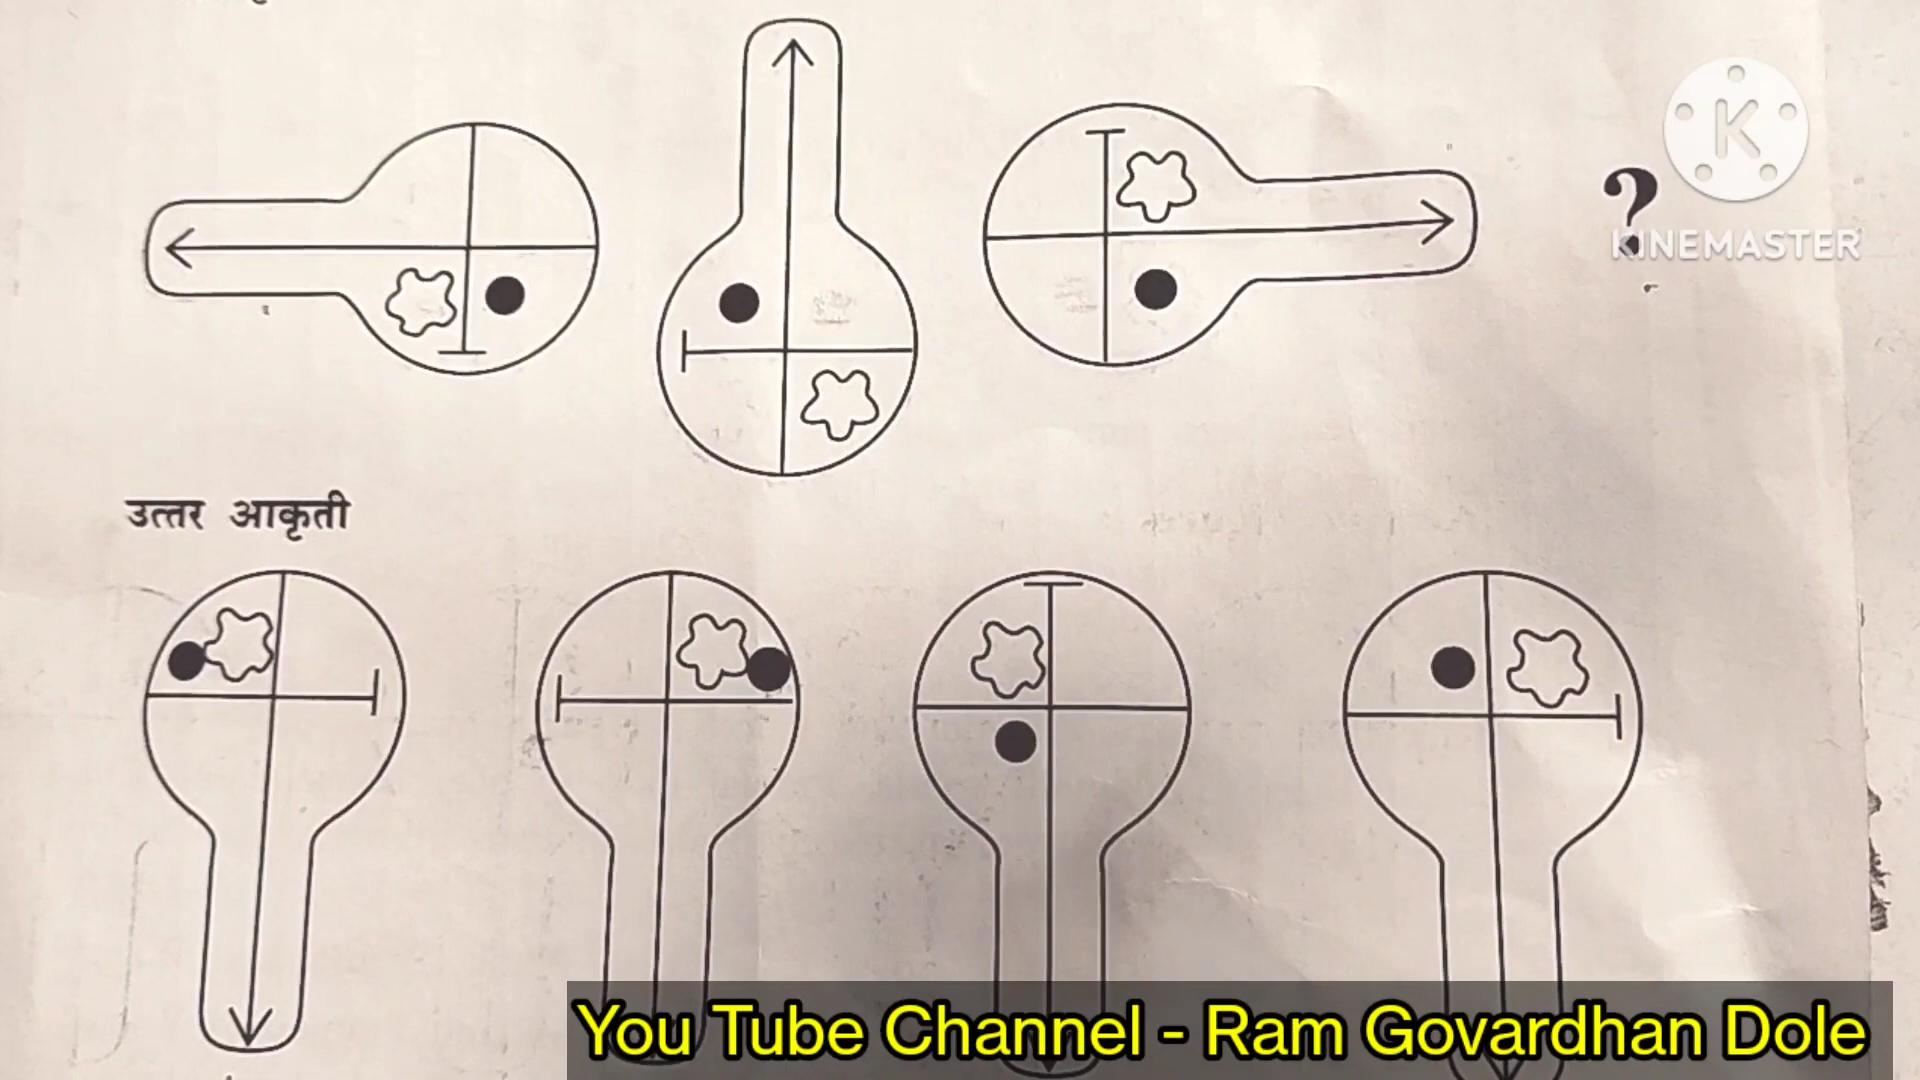 ?
K
KINEMASTER
उत्तर आकृती
You Tube Channel - Ram Govardhan Dole